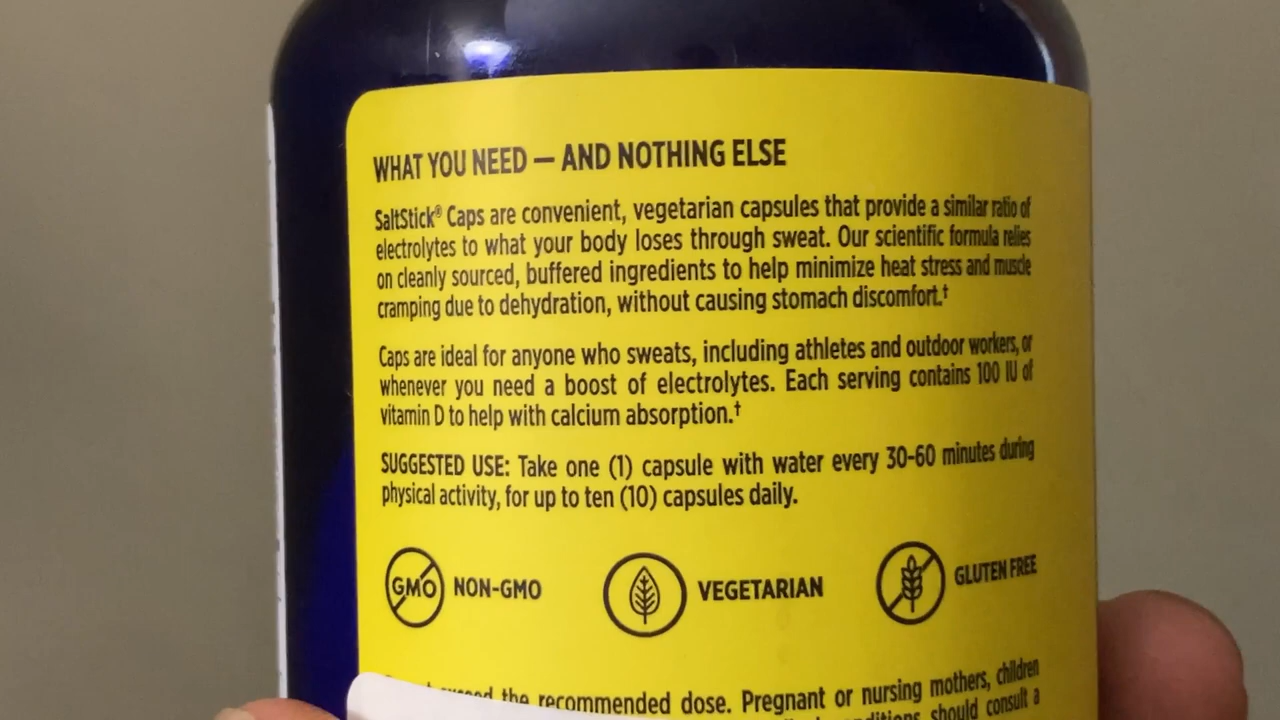 WHAT YOU NEED — AND NOTHING ELSE
SaltStick® Caps are convenient, vegetarian capsules that provide a similar ratio of
electrolytes to what your body loses through sweat. Our scientific formula relies
on cleanly sourced, buffered ingredients to help minimize heat stress and muscle
cramping due to dehydration, without causing stomach discomfort.†
Caps are ideal for anyone who sweats, including athletes and outdoor workers, or
whenever you need a boost of electrolytes. Each serving contains 100 IU of
vitamin D to help with calcium absorption.†
SUGGESTED USE: Take one (1) capsule with water every 30-60 minutes during
physical activity, for up to ten (10) capsules daily.
GMO NON-GMO VEGETARIAN GLUTEN FREE
the recommended dose. Pregnant or nursing mothers, children
should consult a